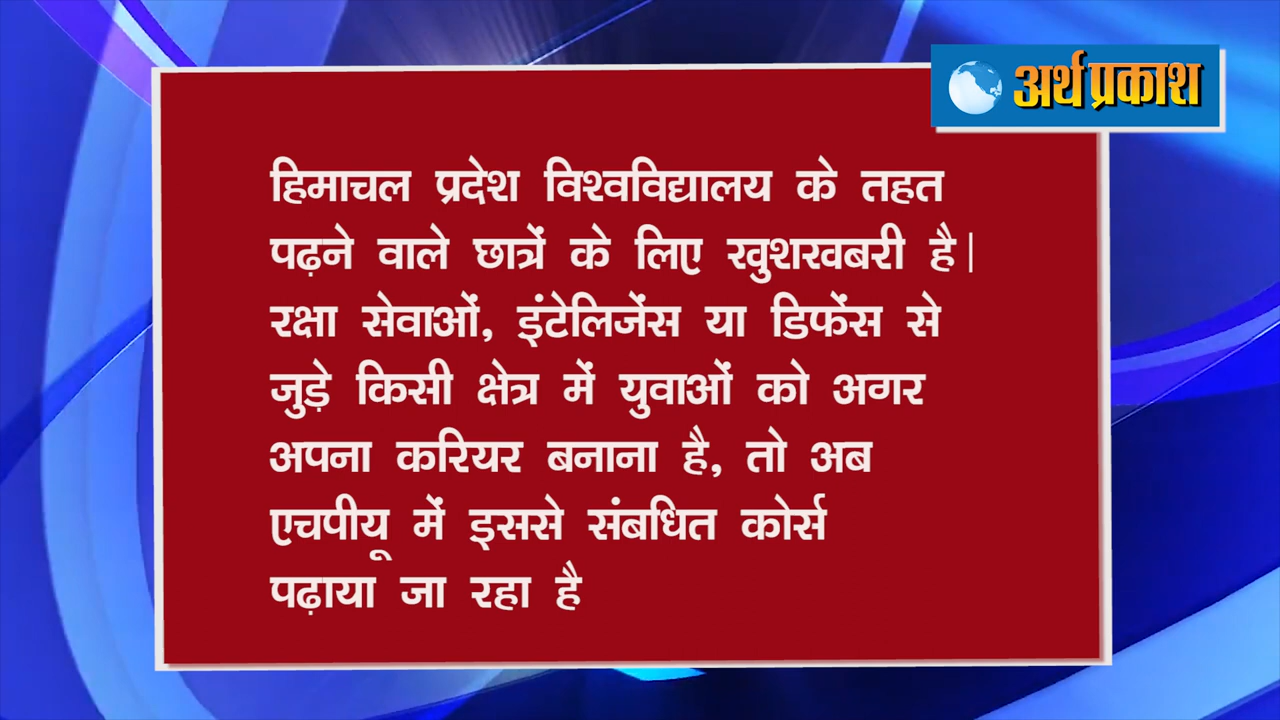 अर्थ प्रकाश
हिमाचल प्रदेश विश्वविद्यालय के तहत
पढ़ने वाले छात्रों के लिए खुशखबरी है|
रक्षा सेवाओं, इंटेलिजेंस या डिफेंस से
जुड़े किसी क्षेत्र में युवाओं को अगर
अपना करियर बनाना है, तो अब
एचपीयू में इससे संबधित कोर्स
पढ़ाया जा रहा है